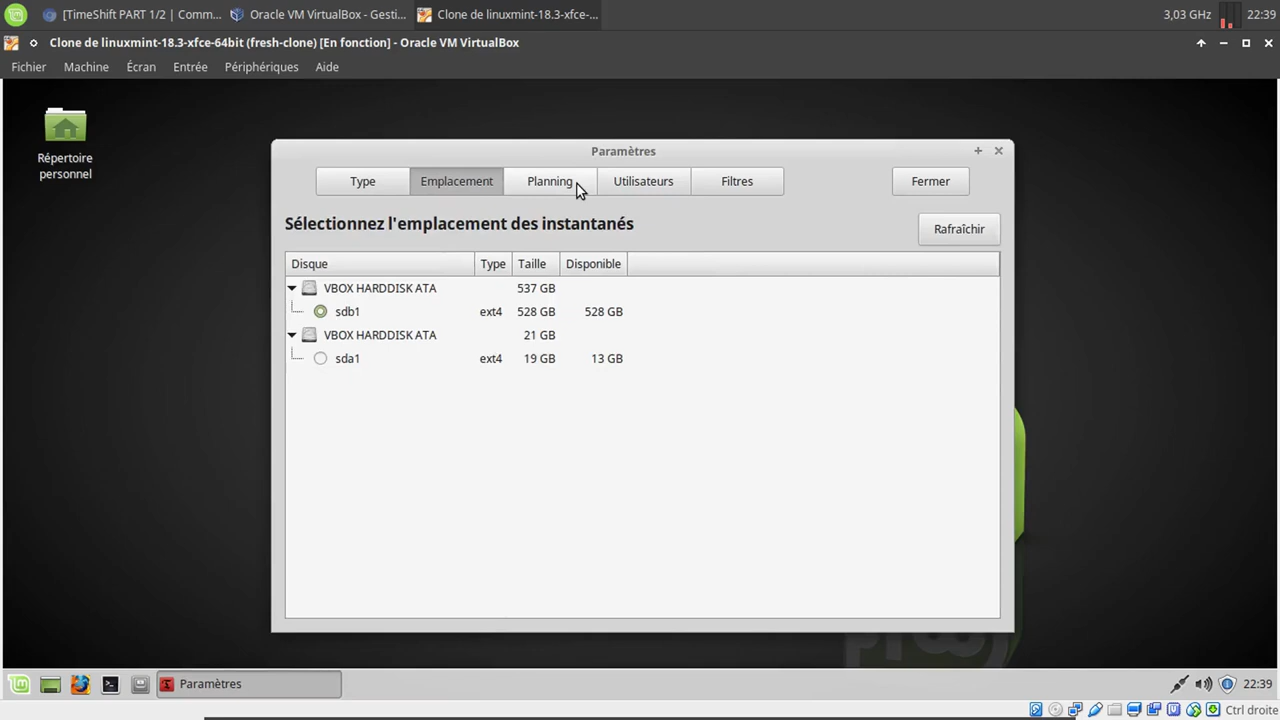 [TimeShift PART 1/2 | Comm... Oracle VM VirtualBox - Gesti... Clone de linuxmint-18.3-xfce-... 3,03 GHz 22:39
Clone de linuxmint-18.3-xfce-64bit (fresh-clone) [En fonction] - Oracle VM VirtualBox
Fichier Machine Écran Entrée Périphériques Aide
Répertoire
personnel
Paramètres
Type Emplacement Planning Utilisateurs Filtres Fermer
Sélectionnez l'emplacement des instantanés
Rafraîchir
Disque Type Taille Disponible
VBOX HARDDISK ATA 537 GB
sdb1 ext4 528 GB 528 GB
VBOX HARDDISK ATA 21 GB
sda1 ext4 19 GB 13 GB
Paramètres 22:39
Ctrl droite